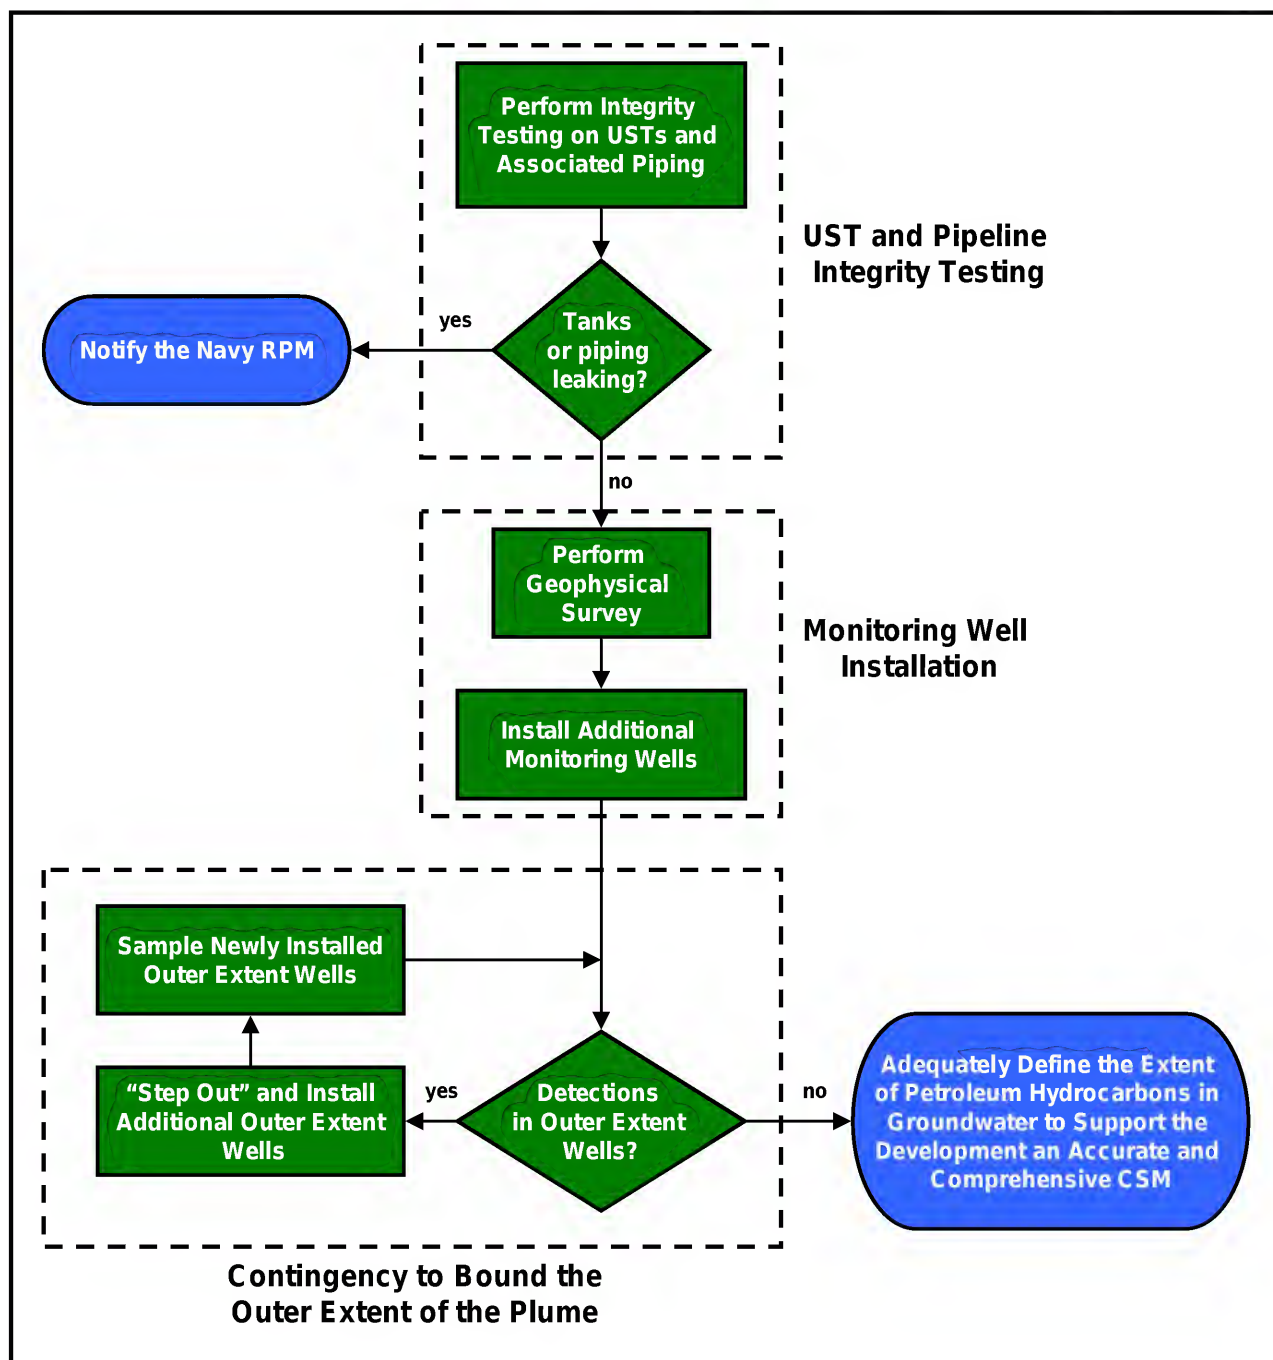 Perform Integrity
Testing on USTs and
Associated Piping
UST and Pipeline
Integrity Testing
Tanks
or piping
leaking?
yes
Notify the Navy RPM
no
Perform
Geophysical
Survey
Monitoring Well
Installation
Install Additional
Monitoring Wells
Sample Newly Installed
Outer Extent Wells
"Step Out" and Install
Additional Outer Extent
Wells
yes
Detections
in Outer Extent
Wells?
no
Adequately Define the Extent
of Petroleum Hydrocarbons in
Groundwater to Support the
Development an Accurate and
Comprehensive CSM
Contingency to Bound the
Outer Extent of the Plume